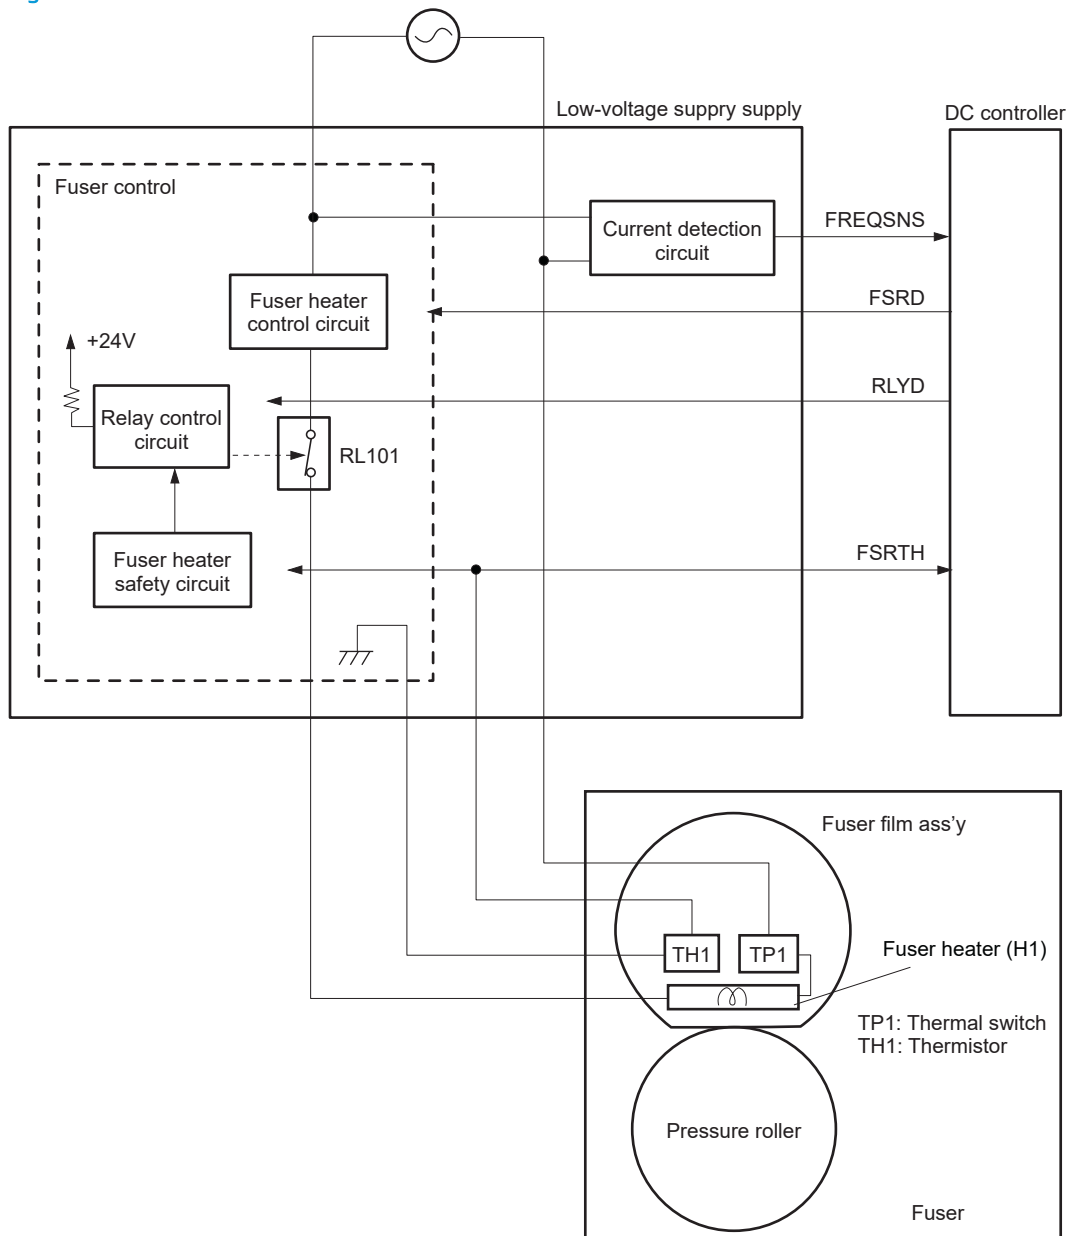 Low-voltage suppry supply
DC controller
Fuser control
Current detection
circuit
FREQSNS
Fuser heater
control circuit
FSRD
+24V
RLYD
Relay control
circuit
RL101
Fuser heater
safety circuit
FSRTH
Fuser film ass'y
TH1
TP1
Fuser heater (H1)
TP1: Thermal switch
TH1: Thermistor
Pressure roller
Fuser